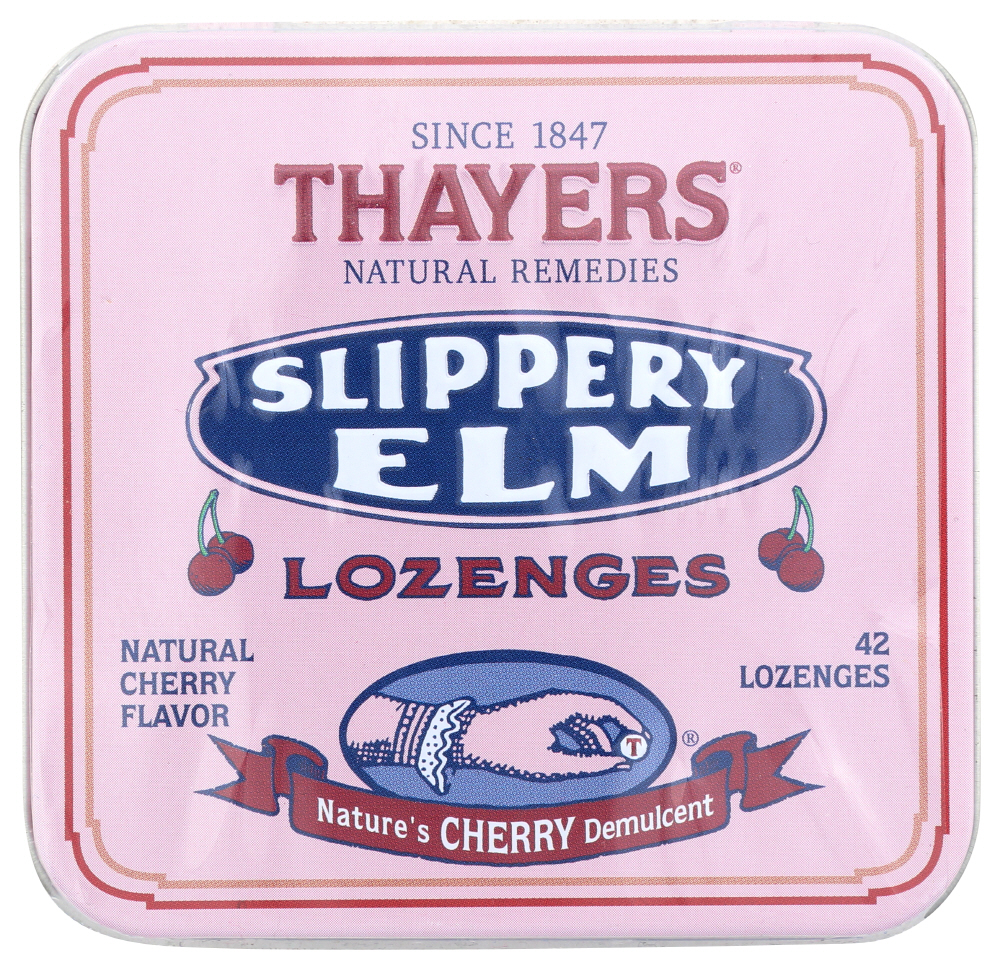 SINCE 1847
THAYERS®
NATURAL REMEDIES
SLIPPERY
ELM
LOZENGES
NATURAL
CHERRY
FLAVOR
42
LOZENGES
T
®
Nature's CHERRY Demulcent